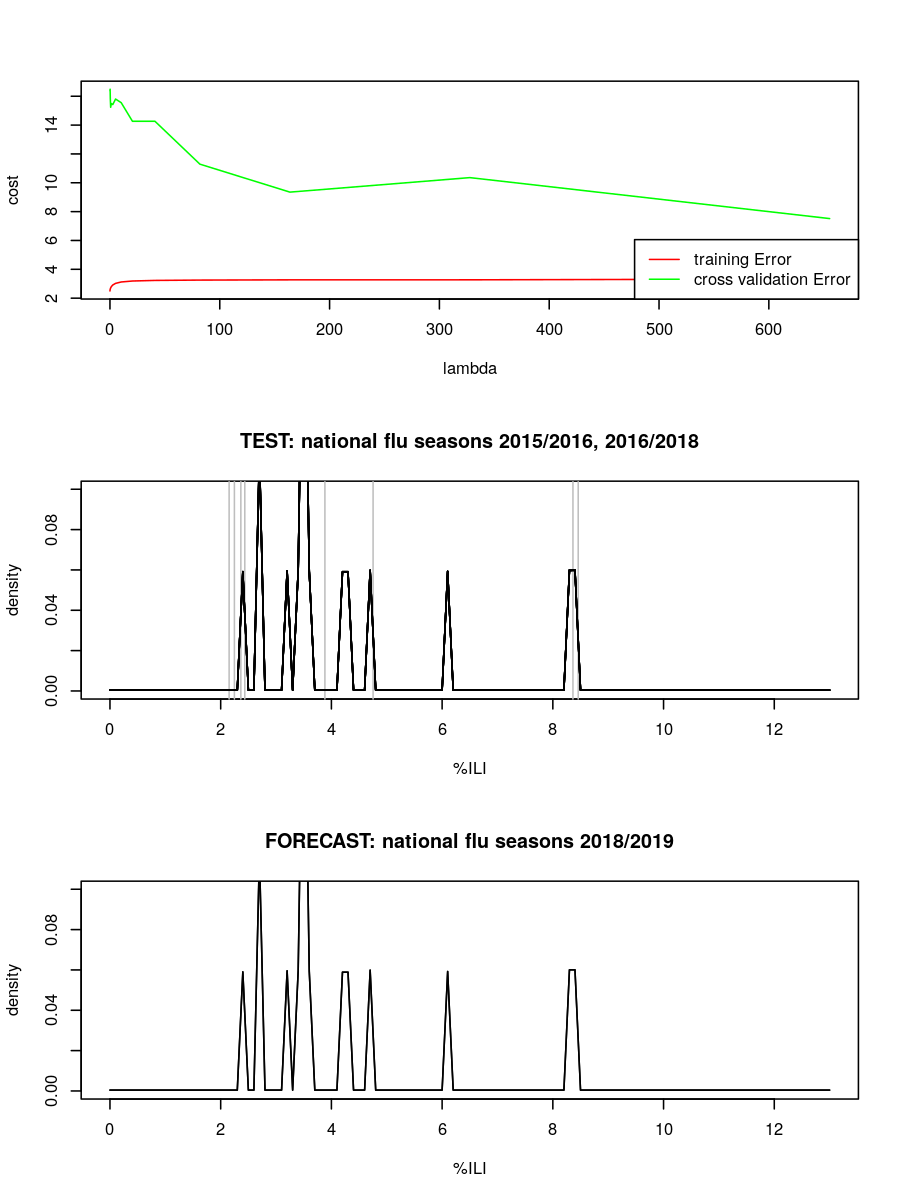 cost
14
10
8
6
4
2
training Error
cross validation Error
0 100 200 300 400 500 600
lambda
TEST: national flu seasons 2015/2016, 2016/2018
density
0.08
0.04
0.00
0 2 4 6 8 10 12
%ILI
FORECAST: national flu seasons 2018/2019
density
0.08
0.04
0.00
0 2 4 6 8 10 12
%ILI